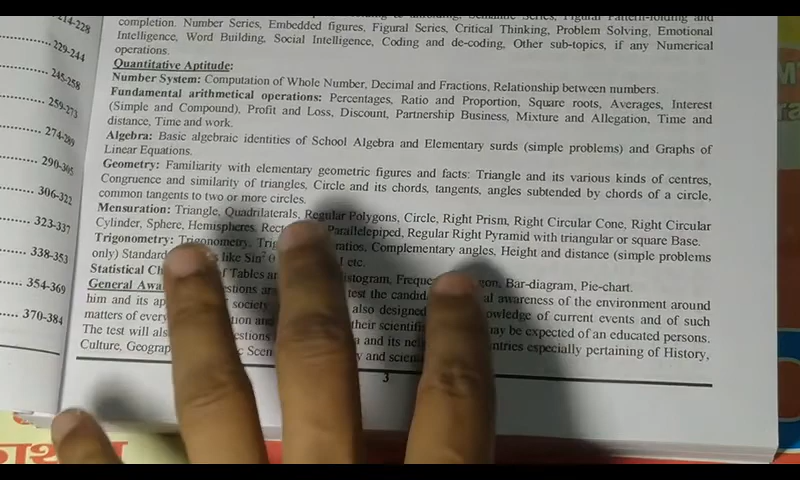 214-228
229-244
245-258
259-273
274-289
290-305
306-322
323-337
338-353
354-369
370-384
completion. Number Series, Embedded figures, Figural Series, Critical Thinking, Problem Solving, Emotional
Intelligence, Word Building, Social Intelligence, Coding and de-coding, Other sub-topics, if any Numerical
operations.
Quantitative Aptitude:
Number System: Computation of Whole Number, Decimal and Fractions, Relationship between numbers.
Fundamental arithmetical operations: Percentages, Ratio and Proportion, Square roots, Averages, Interest
(Simple and Compound), Profit and Loss, Discount, Partnership Business, Mixture and Allegation, Time and
distance, Time and work.
Algebra: Basic algebraic identities of School Algebra and Elementary surds (simple problems) and Graphs of
Linear Equations.
Geometry: Familiarity with elementary geometric figures and facts: Triangle and its various kinds of centres,
Congruence and similarity of triangles, Circle and its chords, tangents, angles subtended by chords of a circle,
common tangents to two or more circles.
Mensuration: Triangle, Quadrilaterals, Regular Polygons, Circle, Right Prism, Right Circular Cone, Right Circular
Cylinder, Sphere, Hemispheres, Parallelepiped, Regular Right Pyramid with triangular or square Base.
Trigonometry: Trigonometry, ratios, Complementary angles, Height and distance (simple problems
only) Standard like Sin² θ etc.
Statistical of Tables Bar-diagram, Pie-chart.
General test the awareness of the environment around
him and its society also designed of current events and of such
matters of every and their may be expected of an educated persons.
The test will and its especially pertaining of History,
Culture, and
3